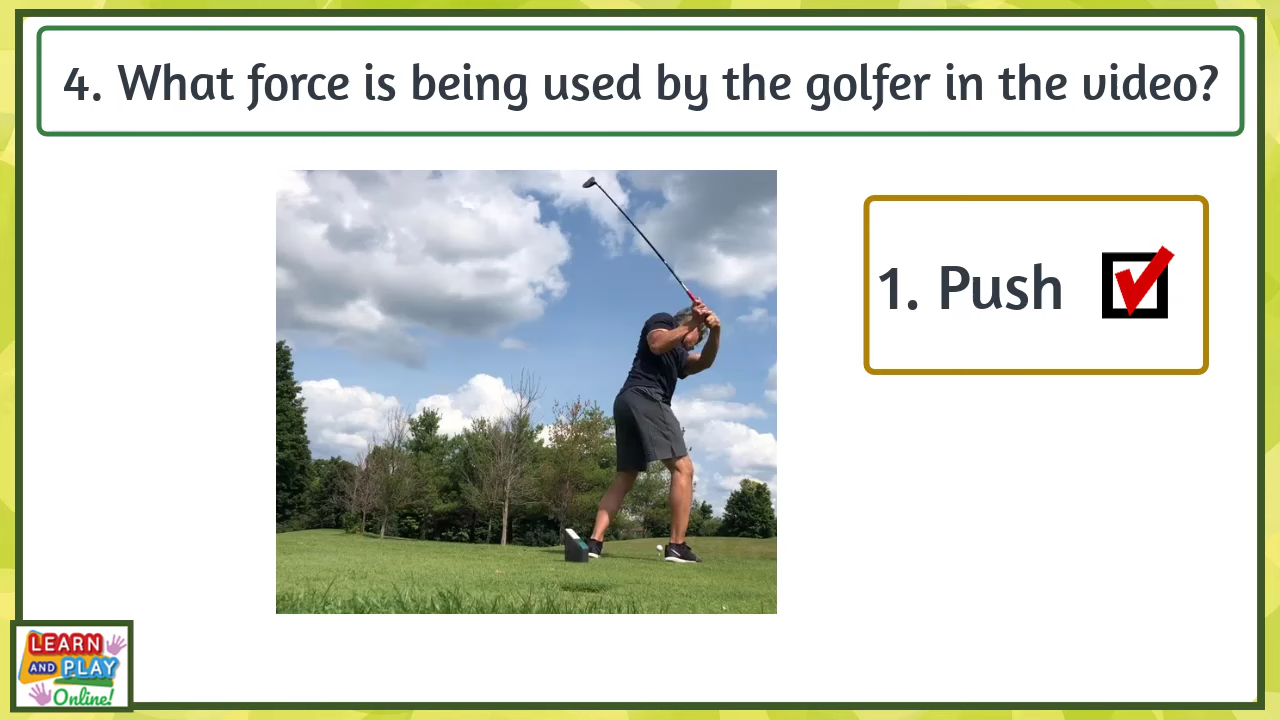 4. What force is being used by the golfer in the video?
1. Push
LEARN
AND PLAY
Online!